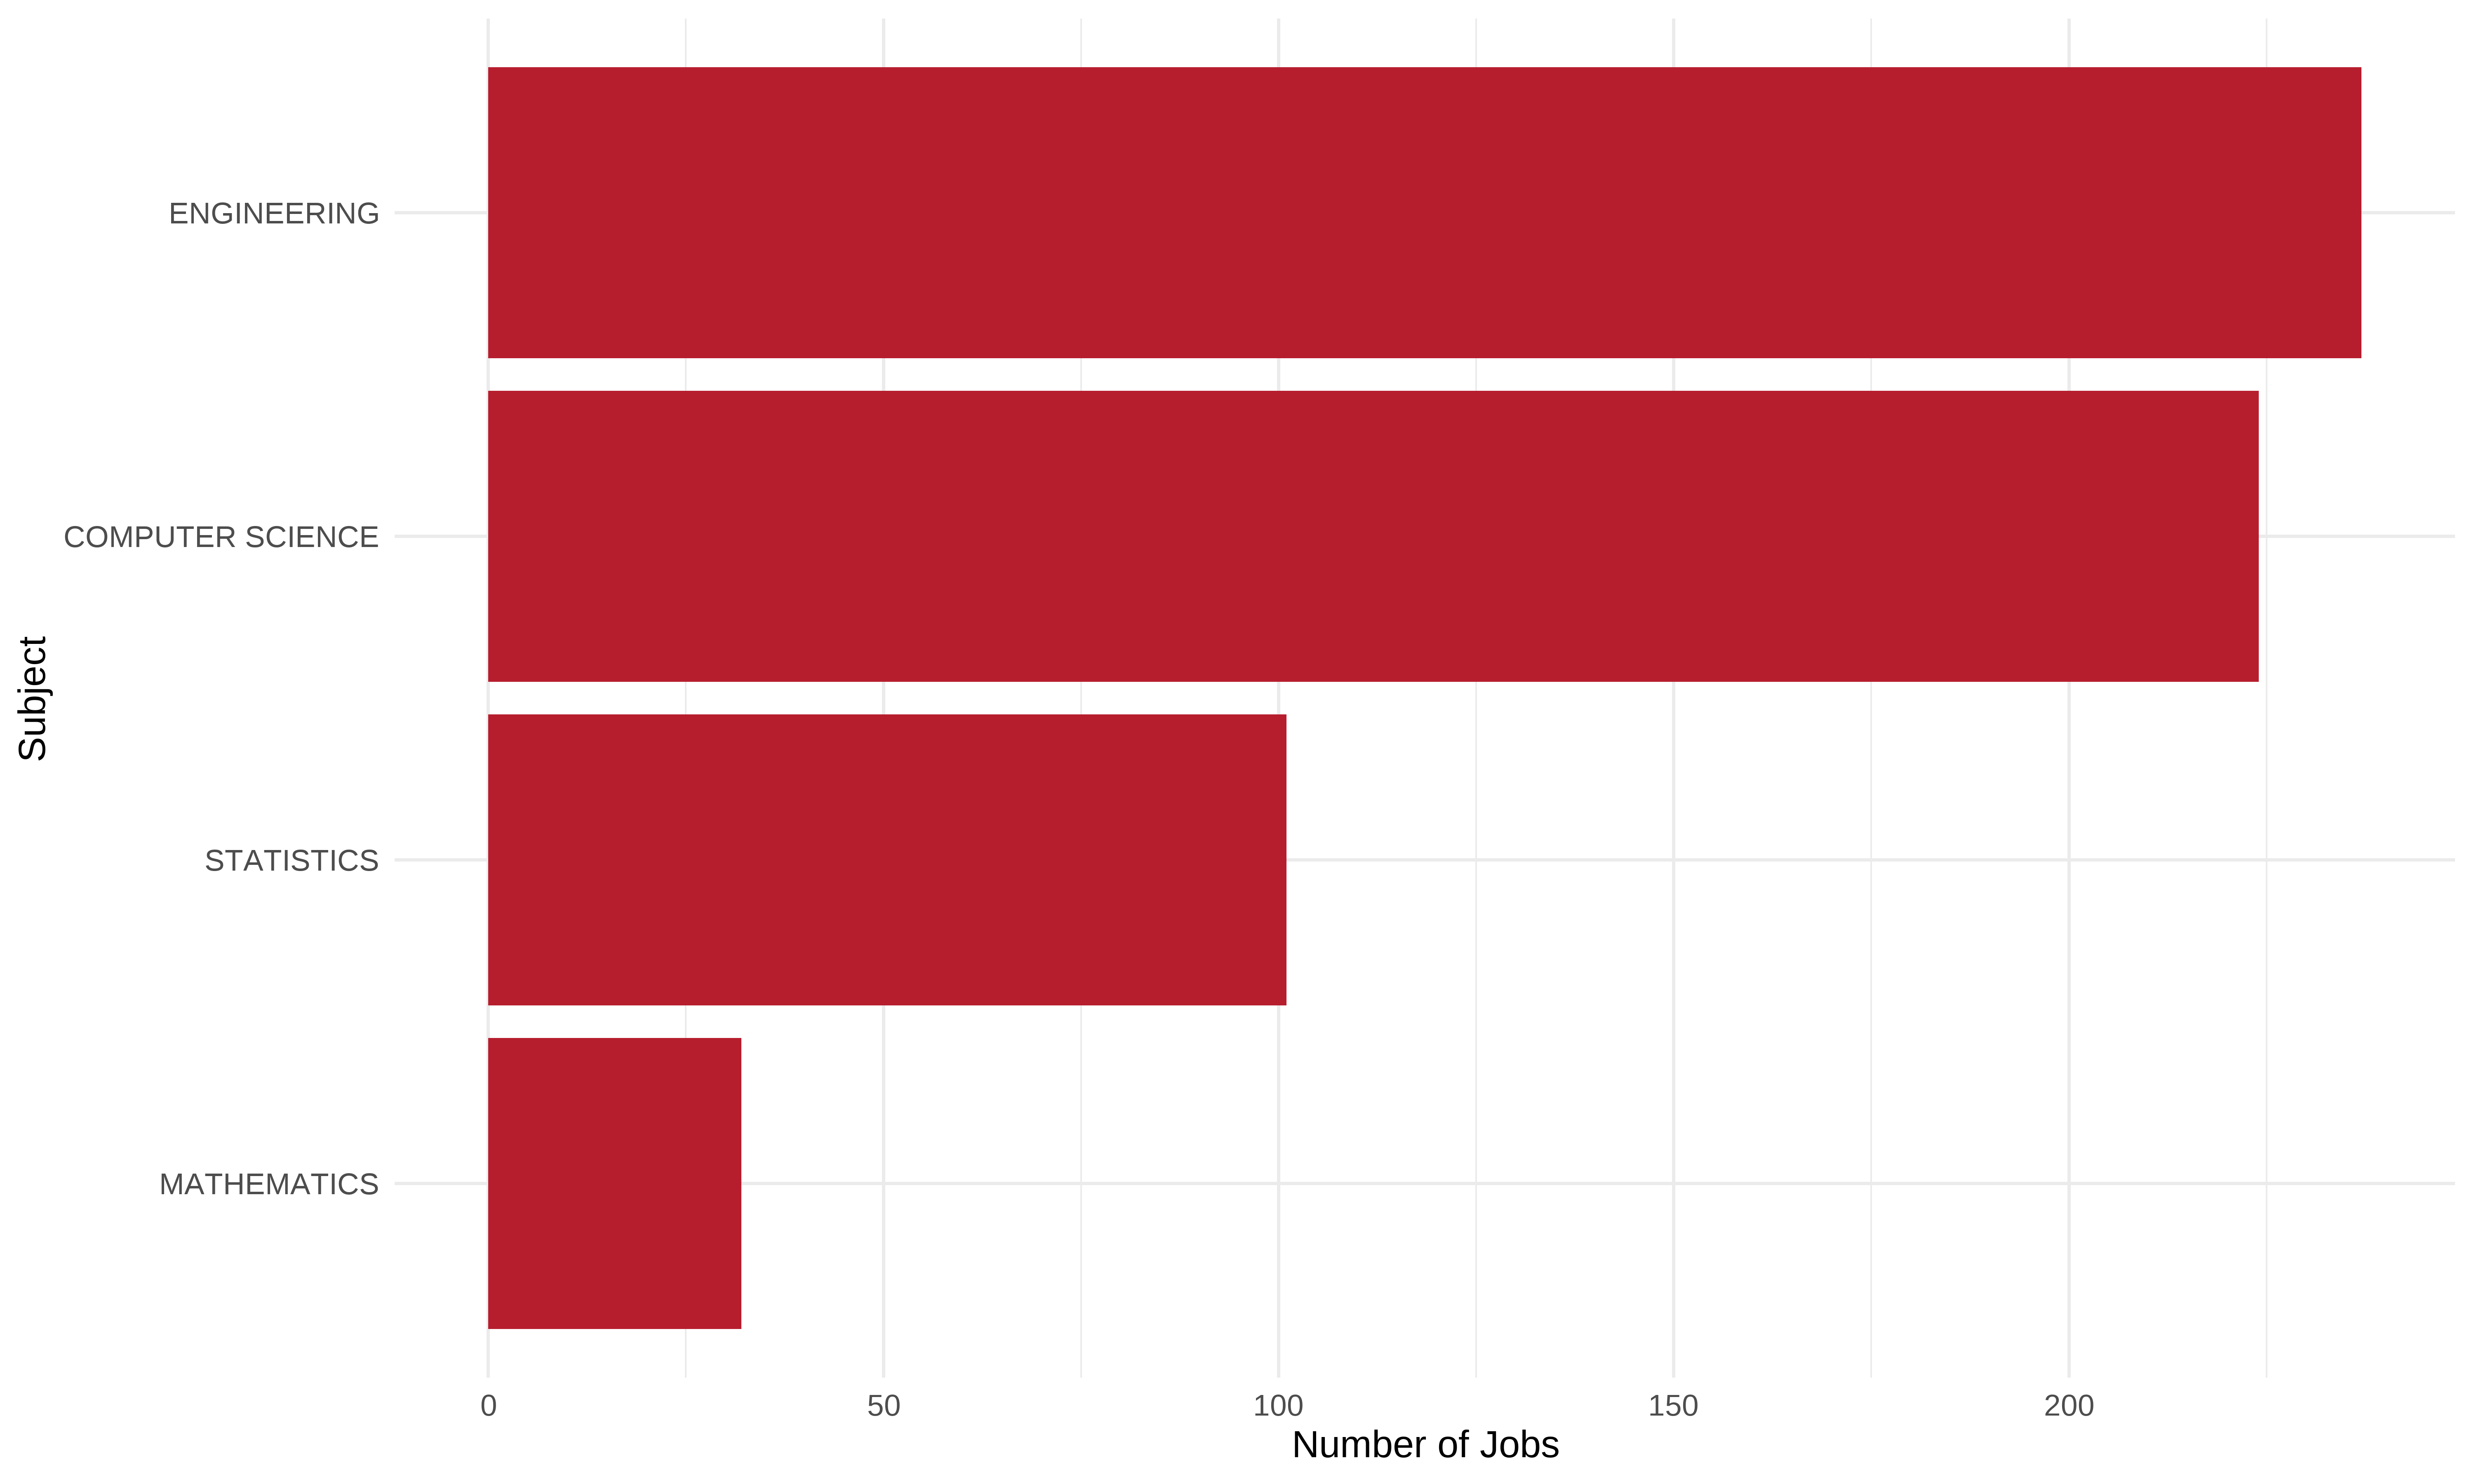 ENGINEERING
COMPUTER SCIENCE
STATISTICS
MATHEMATICS
Subject
0 50 100 150 200
Number of Jobs